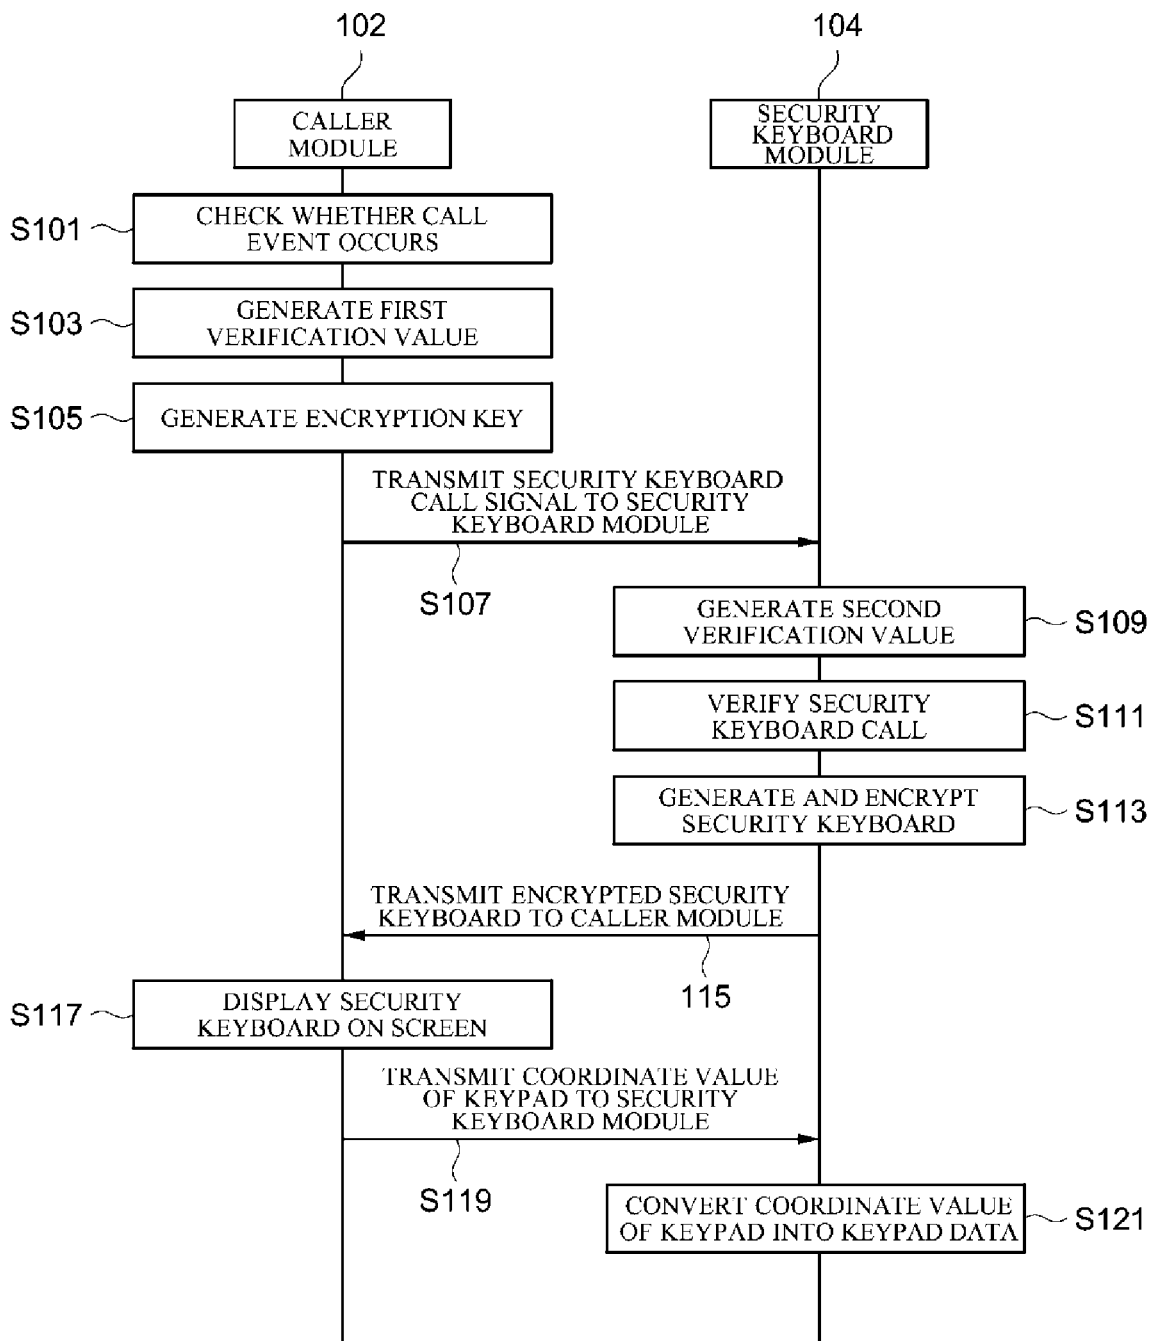 102
104
CALLER
MODULE
SECURITY
KEYBOARD
MODULE
S101
CHECK WHETHER CALL
EVENT OCCURS
S103
GENERATE FIRST
VERIFICATION VALUE
S105
GENERATE ENCRYPTION KEY
TRANSMIT SECURITY KEYBOARD
CALL SIGNAL TO SECURITY
KEYBOARD MODULE
S107
GENERATE SECOND
VERIFICATION VALUE
S109
VERIFY SECURITY
KEYBOARD CALL
S111
GENERATE AND ENCRYPT
SECURITY KEYBOARD
S113
TRANSMIT ENCRYPTED SECURITY
KEYBOARD TO CALLER MODULE
115
S117
DISPLAY SECURITY
KEYBOARD ON SCREEN
TRANSMIT COORDINATE VALUE
OF KEYPAD TO SECURITY
KEYBOARD MODULE
S119
CONVERT COORDINATE VALUE
OF KEYPAD INTO KEYPAD DATA
S121